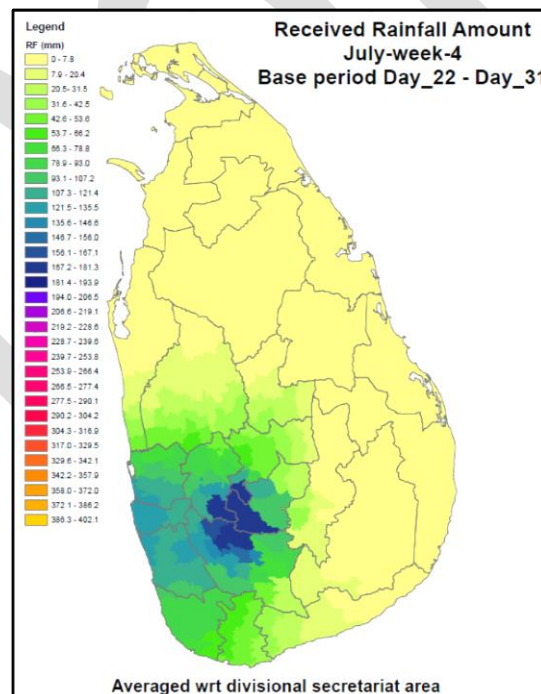 Received Rainfall Amount
July-week-4
Base period Day_22 - Day_31
Legend
RF (mm)
0 - 7.8
7.9 - 20.4
20.5 - 31.5
31.6 - 42.5
42.6 - 53.6
53.7 - 66.2
66.3 - 78.8
78.9 - 93.0
93.1 - 107.2
107.3 - 121.4
121.5 - 135.5
135.6 - 146.6
146.7 - 156.0
156.1 - 167.1
167.2 - 181.3
181.4 - 193.9
194.0 - 206.5
206.6 - 219.1
219.2 - 228.6
228.7 - 239.6
239.7 - 253.8
253.9 - 266.4
266.5 - 277.4
277.5 - 290.1
290.2 - 304.2
304.3 - 316.9
317.0 - 329.5
329.6 - 342.1
342.2 - 357.9
358.0 - 372.0
372.1 - 386.2
386.3 - 402.1
Averaged wrt divisional secretariat area